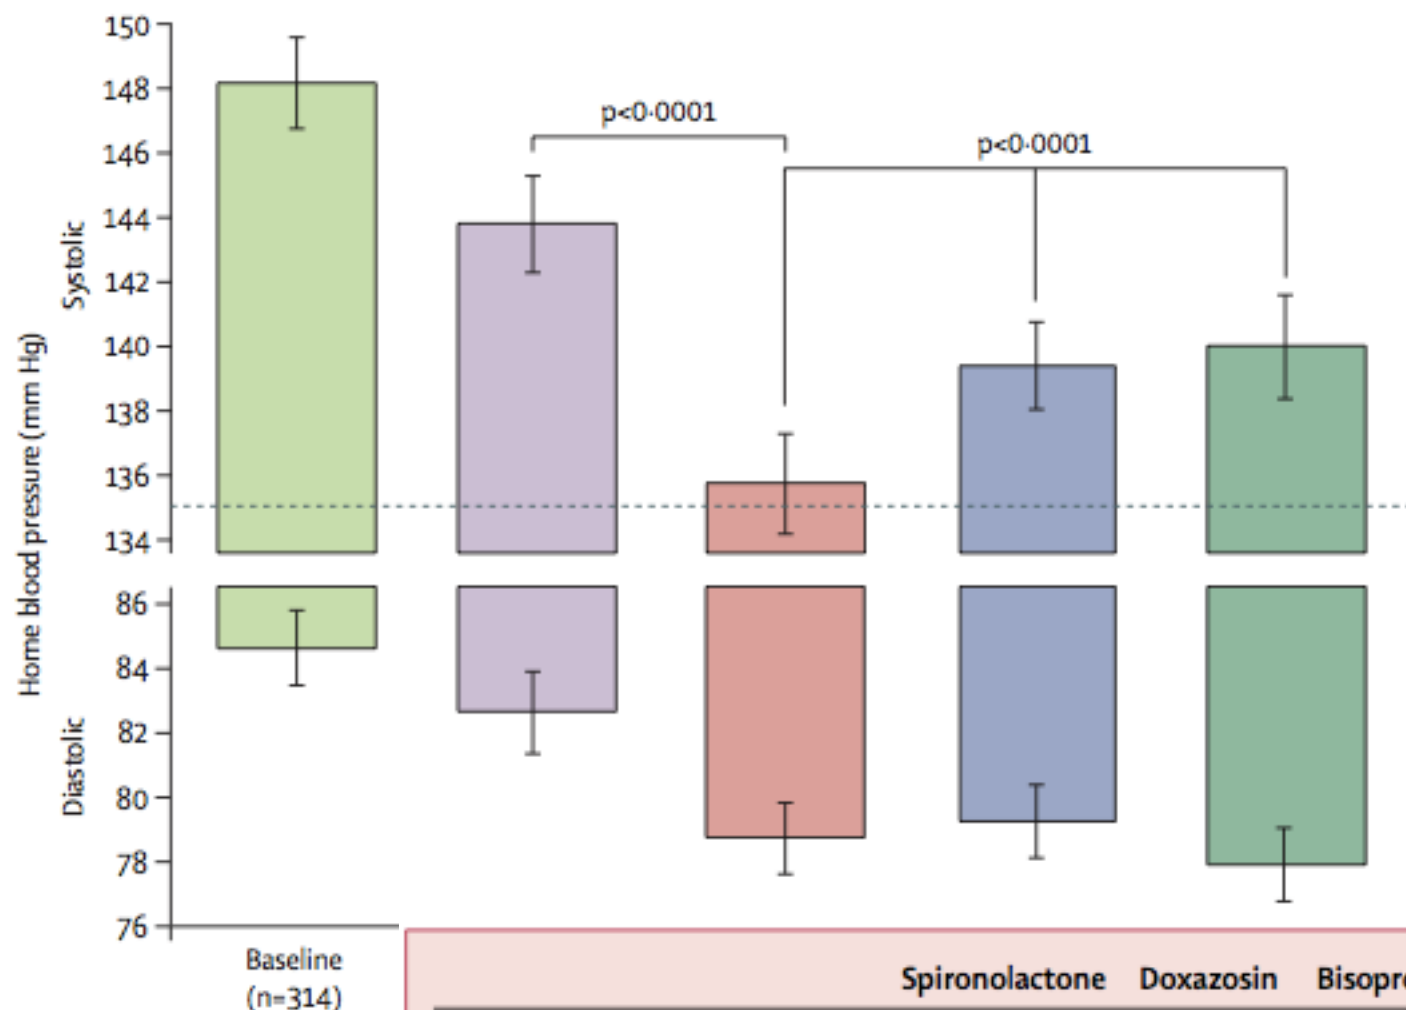 150
148
p<0·0001
146
p<0·0001
144
Systolic
142
140
138
136
134
Home blood pressure (mm Hg)
86
84
82
Diastolic
80
78
76
Baseline
(n=314)
Spironolactone Doxazosin